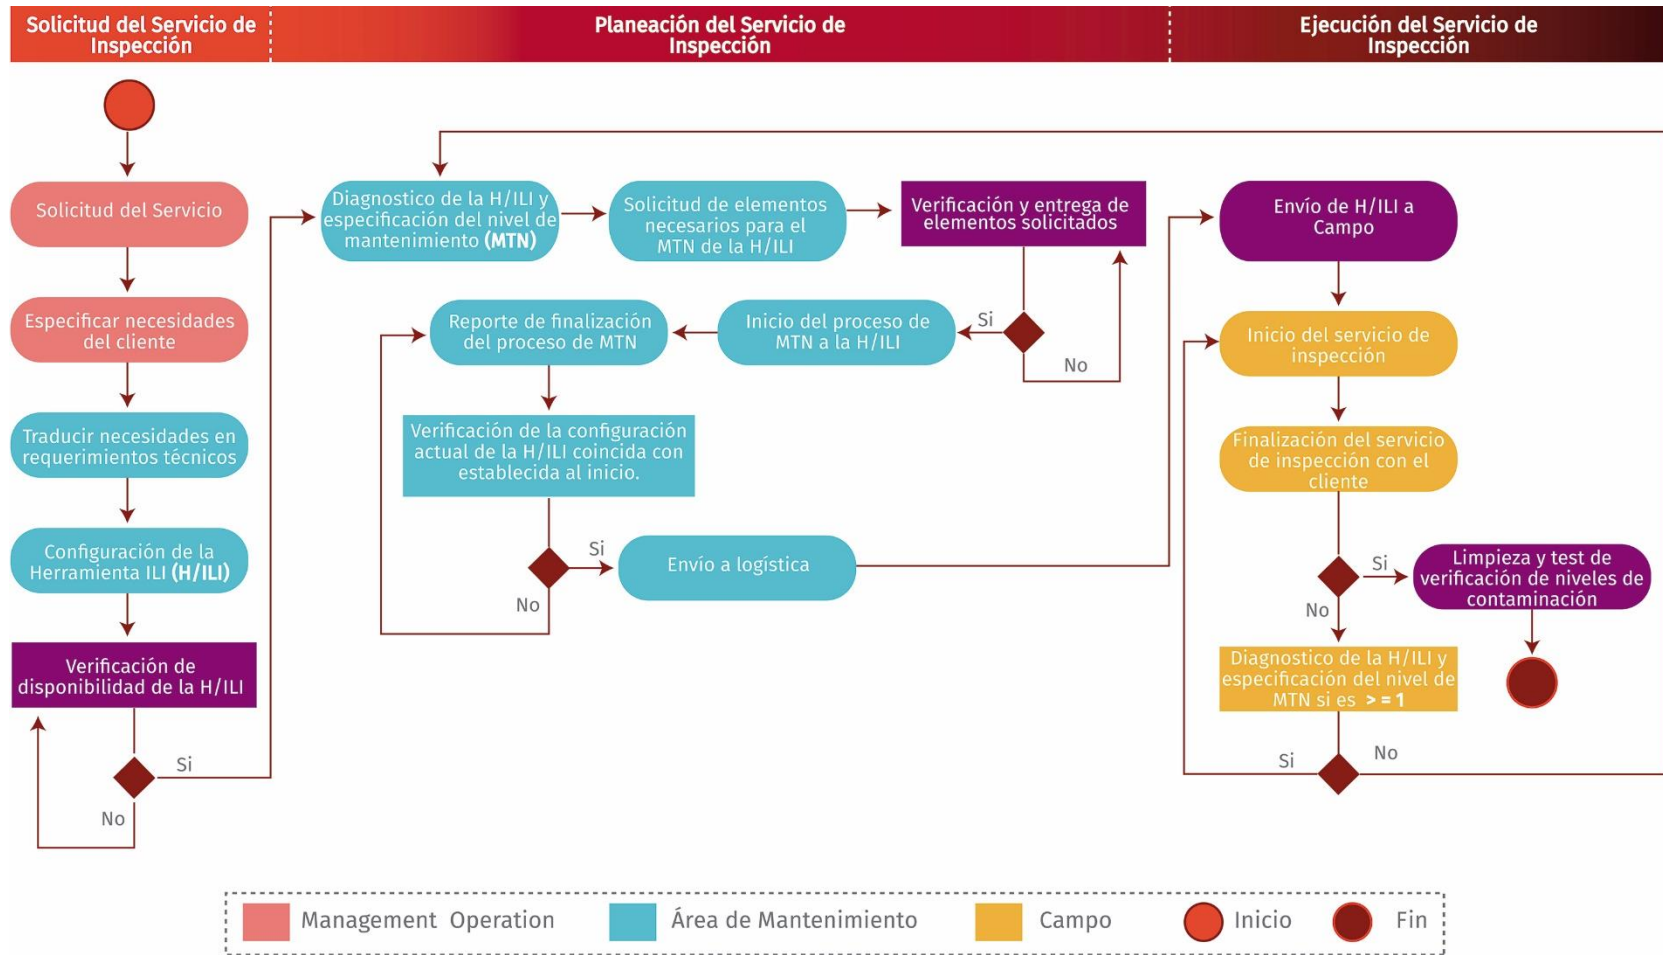 Solicitud del Servicio de
Inspección
Planeación del Servicio de
Inspección
Ejecución del Servicio de
Inspección
Solicitud del Servicio
Especificar necesidades
del cliente
Traducir necesidades en
requerimientos técnicos
Configuración de la
Herramienta ILI (H/ILI)
Verificación de
disponibilidad de la H/ILI
Si
No
Diagnostico de la H/ILI y
especificación del nivel de
mantenimiento (MTN)
Solicitud de elementos
necesarios para el
MTN de la H/ILI
Verificación y entrega de
elementos solicitados
Si
No
Inicio del proceso de
MTN a la H/ILI
Reporte de finalización
del proceso de MTN
Verificación de la configuración
actual de la H/ILI coincida con
establecida al inicio.
Si
No
Envío a logística
Envío de H/ILI a
Campo
Inicio del servicio de
inspección
Finalización del servicio
de inspección con el
cliente
Si
No
Limpieza y test de
verificación de niveles de
contaminación
Diagnostico de la H/ILI y
especificación del nivel de
MTN si es > = 1
Si
No
Management Operation
Área de Mantenimiento
Campo
Inicio
Fin